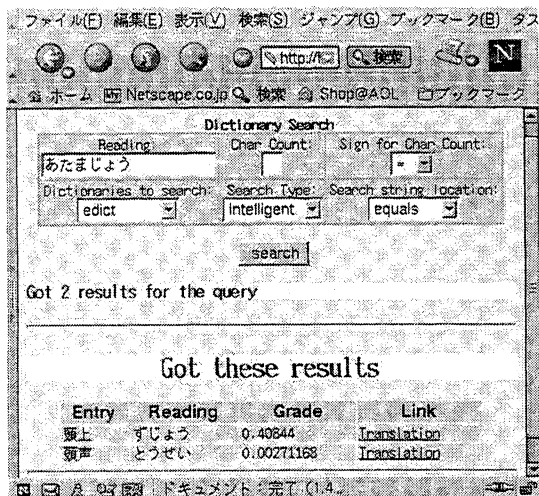 ファイル(F) 編集(E) 表示(V) 検索(S) ジャンプ(G) ブックマーク(B) タス
http://f 検索 N
ホーム Netscape.co.jp 検索 Shop@AOL ブックマーク
Dictionary Search
Reading: Char Count: Sign for Char Count:
あたまじょう =
Dictionaries to search: Search Type: Search string location:
edict Intelligent equals
search
Got 2 results for the query
Got these results
Entry Reading Grade Link
頭上 ずじょう 0.40844 Translation
頭声 とうせい 0.00271168 Translation
ドキュメント: 完了 (1.4